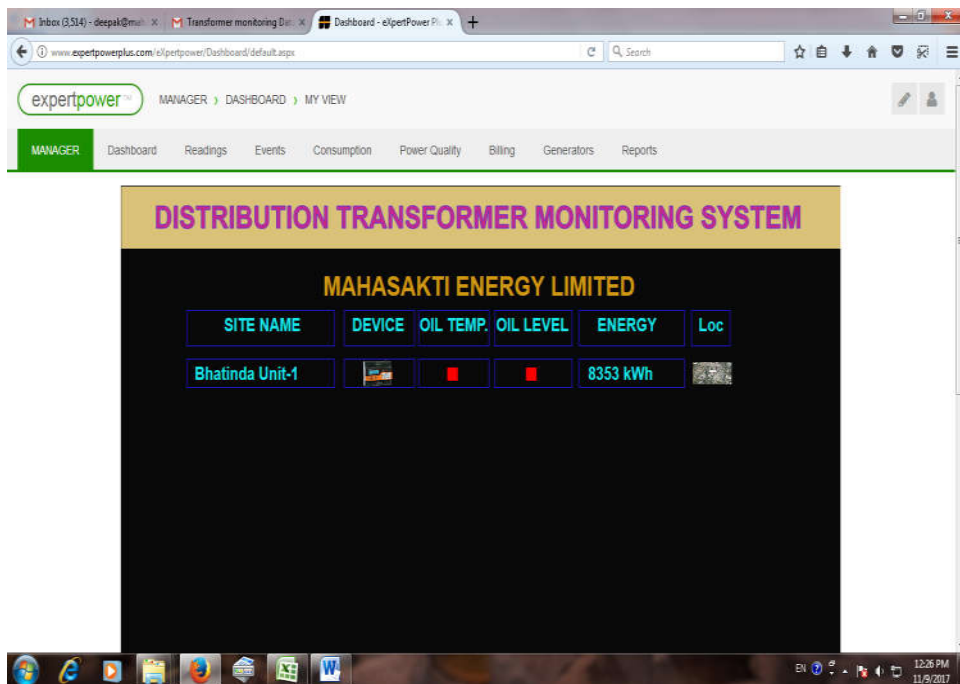 Inbox (3,514) - deepak@mah
Transformer monitoring Dat
Dashboard - eXpertPower Pl
www.expertpowerplus.com/eXpertpower/Dashboard/default.aspx
Search
expertpower™
MANAGER › DASHBOARD › MY VIEW
MANAGER Dashboard Readings Events Consumption Power Quality Billing Generators Reports
DISTRIBUTION TRANSFORMER MONITORING SYSTEM
MAHASAKTI ENERGY LIMITED
SITE NAME DEVICE OIL TEMP. OIL LEVEL ENERGY Loc
Bhatinda Unit-1 8353 kWh
EN 12:26 PM
11/9/2017